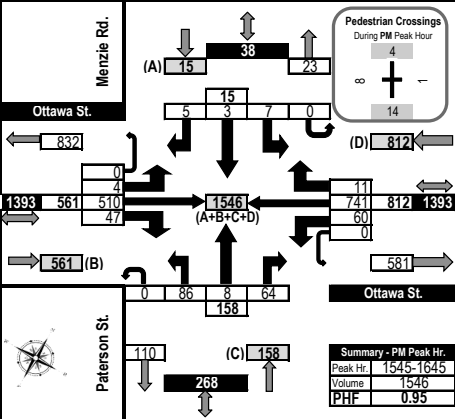 Menzie Rd.
38
(A) 15 23
Pedestrian Crossings
During PM Peak Hour
4
8 1
14
15
5 3 7 0
Ottawa St.
832
(D) 812
0
4
1393 561 510
47
1546
(A+B+C+D)
11
741 812 1393
60
0
561 (B)
581
0 86 8 64
158
Ottawa St.
Paterson St.
110
(C) 158
268
Summary - PM Peak Hr.
Peak Hr. 1545-1645
Volume 1546
PHF 0.95